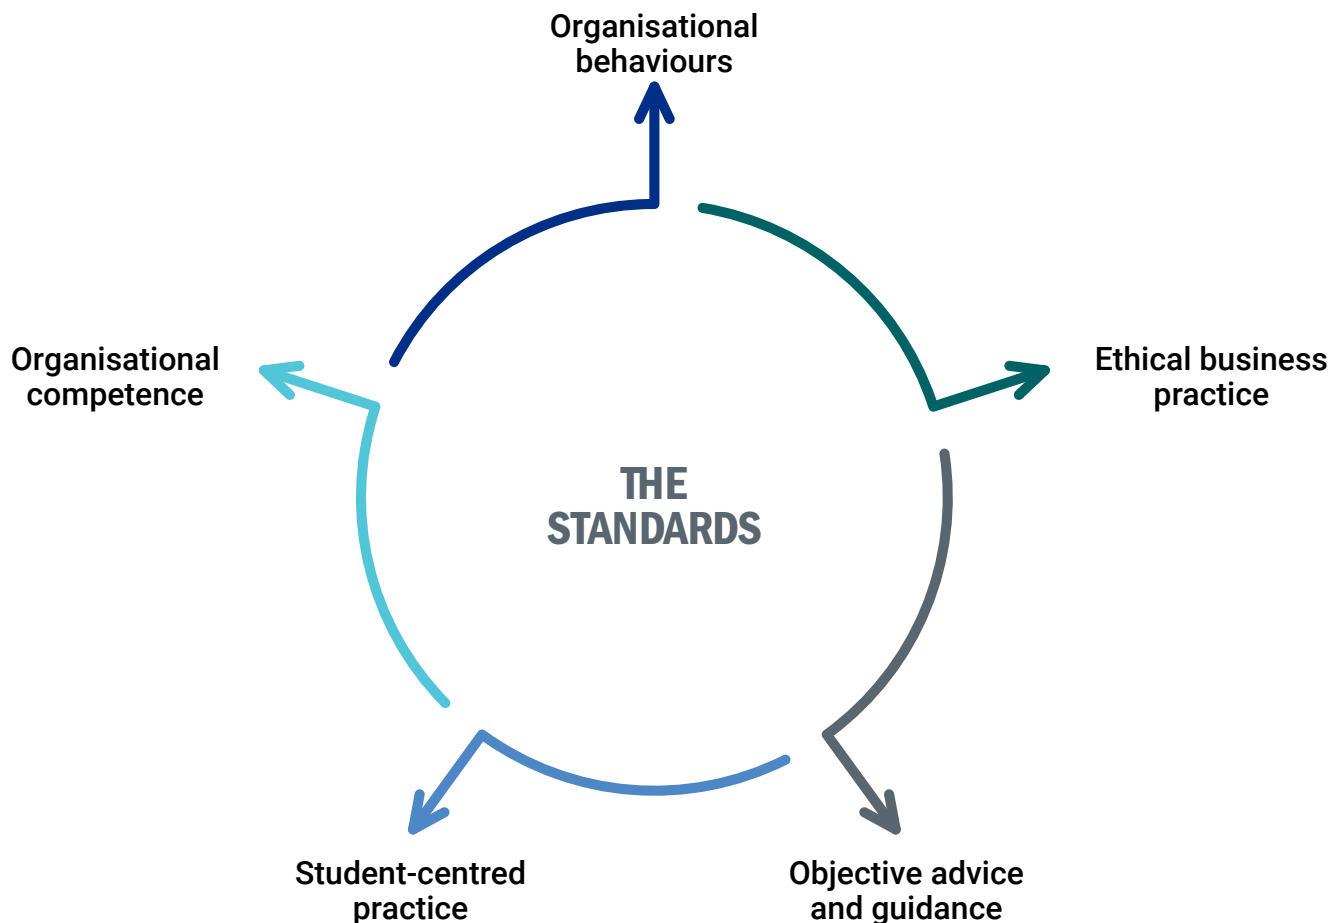 Organisational
behaviours
Organisational
competence
Ethical business
practice
THE
STANDARDS
Student-centred
practice
Objective advice
and guidance